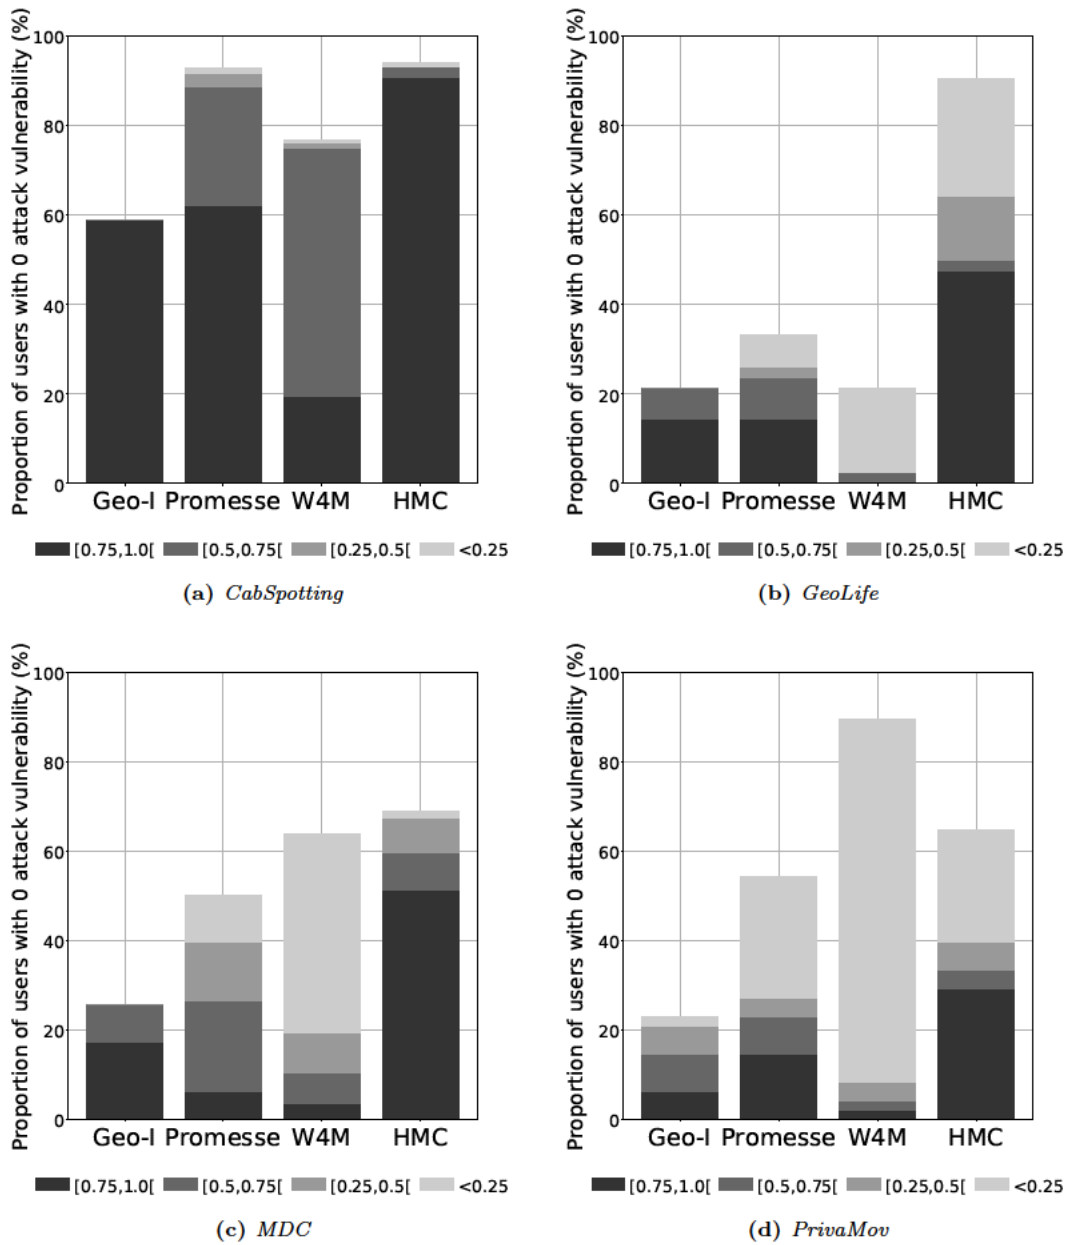 Proportion of users with 0 attack vulnerability (%)
100
80
60
40
20
0
Geo-I Promesse W4M HMC
[0.75,1.0[ [0.5,0.75[ [0.25,0.5[ <0.25
(a) CabSpotting
Proportion of users with 0 attack vulnerability (%)
100
80
60
40
20
0
Geo-I Promesse W4M HMC
[0.75,1.0[ [0.5,0.75[ [0.25,0.5[ <0.25
(b) GeoLife
Proportion of users with 0 attack vulnerability (%)
100
80
60
40
20
0
Geo-I Promesse W4M HMC
[0.75,1.0[ [0.5,0.75[ [0.25,0.5[ <0.25
(c) MDC
Proportion of users with 0 attack vulnerability (%)
100
80
60
40
20
0
Geo-I Promesse W4M HMC
[0.75,1.0[ [0.5,0.75[ [0.25,0.5[ <0.25
(d) PrivaMov